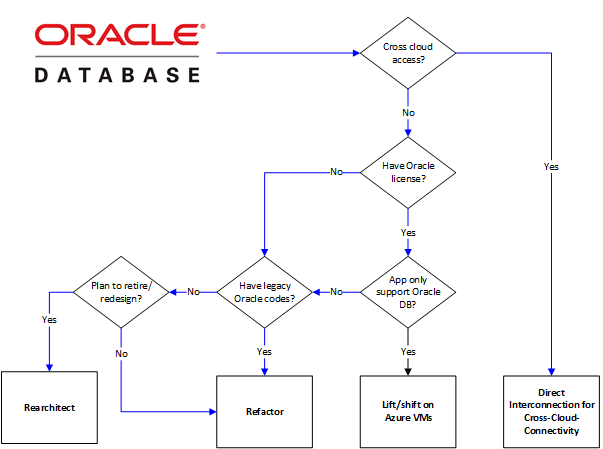 ORACLE®
DATABASE
Cross cloud
access?
No
Yes
Have Oracle
license?
No
Yes
Plan to retire/
redesign?
No
Have legacy
Oracle codes?
No
App only
support Oracle
DB?
Yes
No
Yes
Yes
Rearchitect
Refactor
Lift/shift on
Azure VMs
Direct
Interconnection for
Cross-Cloud-
Connectivity